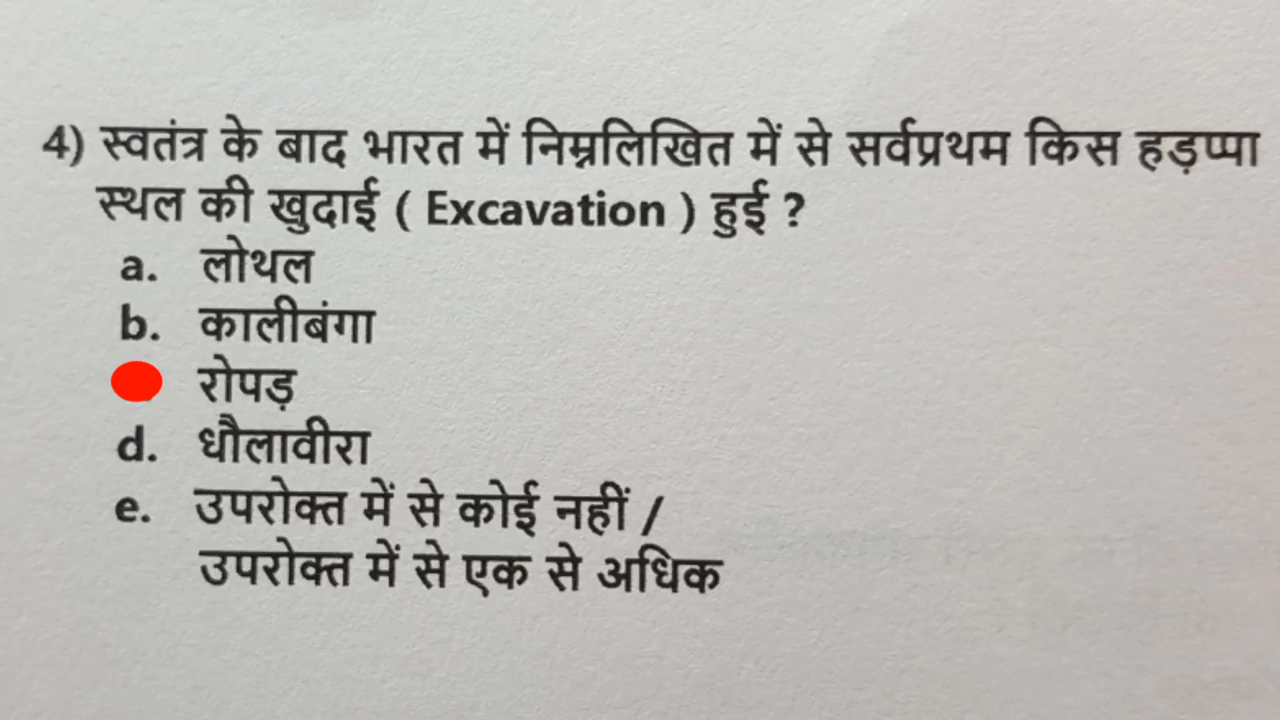 4) स्वतंत्र के बाद भारत में निम्नलिखित में से सर्वप्रथम किस हड़प्पा
स्थल की खुदाई ( Excavation ) हुई ?
a. लोथल
b. कालीबंगा
रोपड़
d. धौलावीरा
e. उपरोक्त में से कोई नहीं /
उपरोक्त में से एक से अधिक